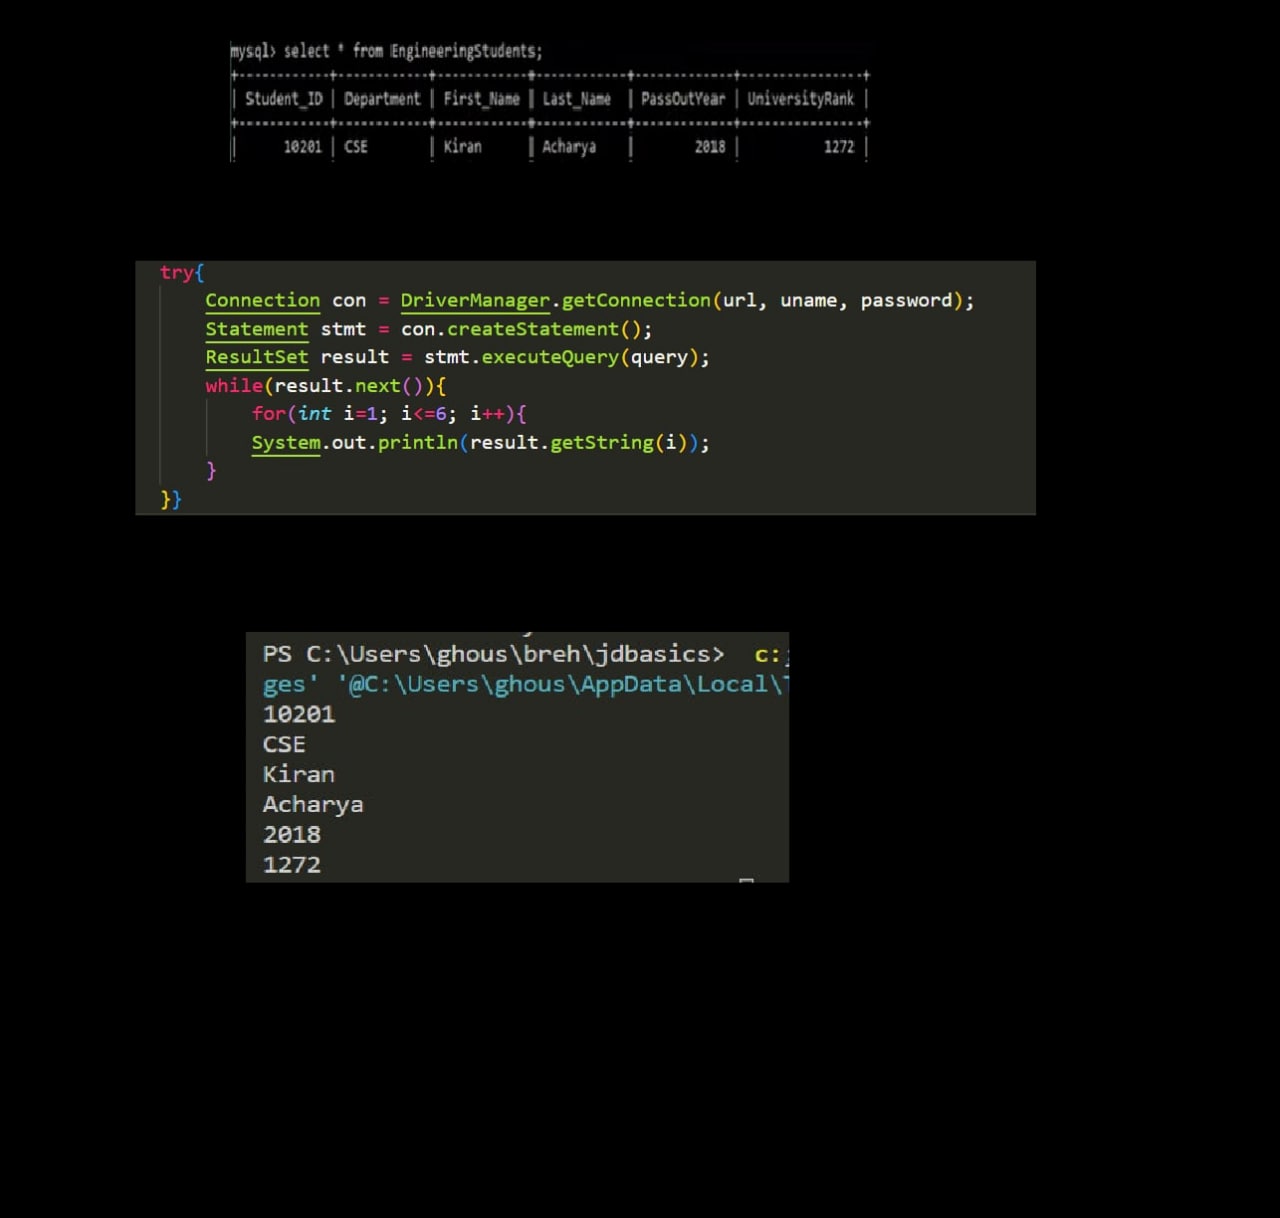 mysql> select * from EngineeringStudents;
+------------+------------+------------+------------+-------------+----------------+
| Student_ID | Department | First_Name | Last_Name | PassOutYear | UniversityRank |
+------------+------------+------------+------------+-------------+----------------+
| 10201 | CSE | Kiran | Acharya | 2018 | 1272 |
try{
Connection con = DriverManager.getConnection(url, uname, password);
Statement stmt = con.createStatement();
ResultSet result = stmt.executeQuery(query);
while(result.next()){
for(int i=1; i<=6; i++){
System.out.println(result.getString(i));
}
}}
PS C:\Users\ghous\breh\jdbasics> c:
ges' '@C:\Users\ghous\AppData\Local\
10201
CSE
Kiran
Acharya
2018
1272